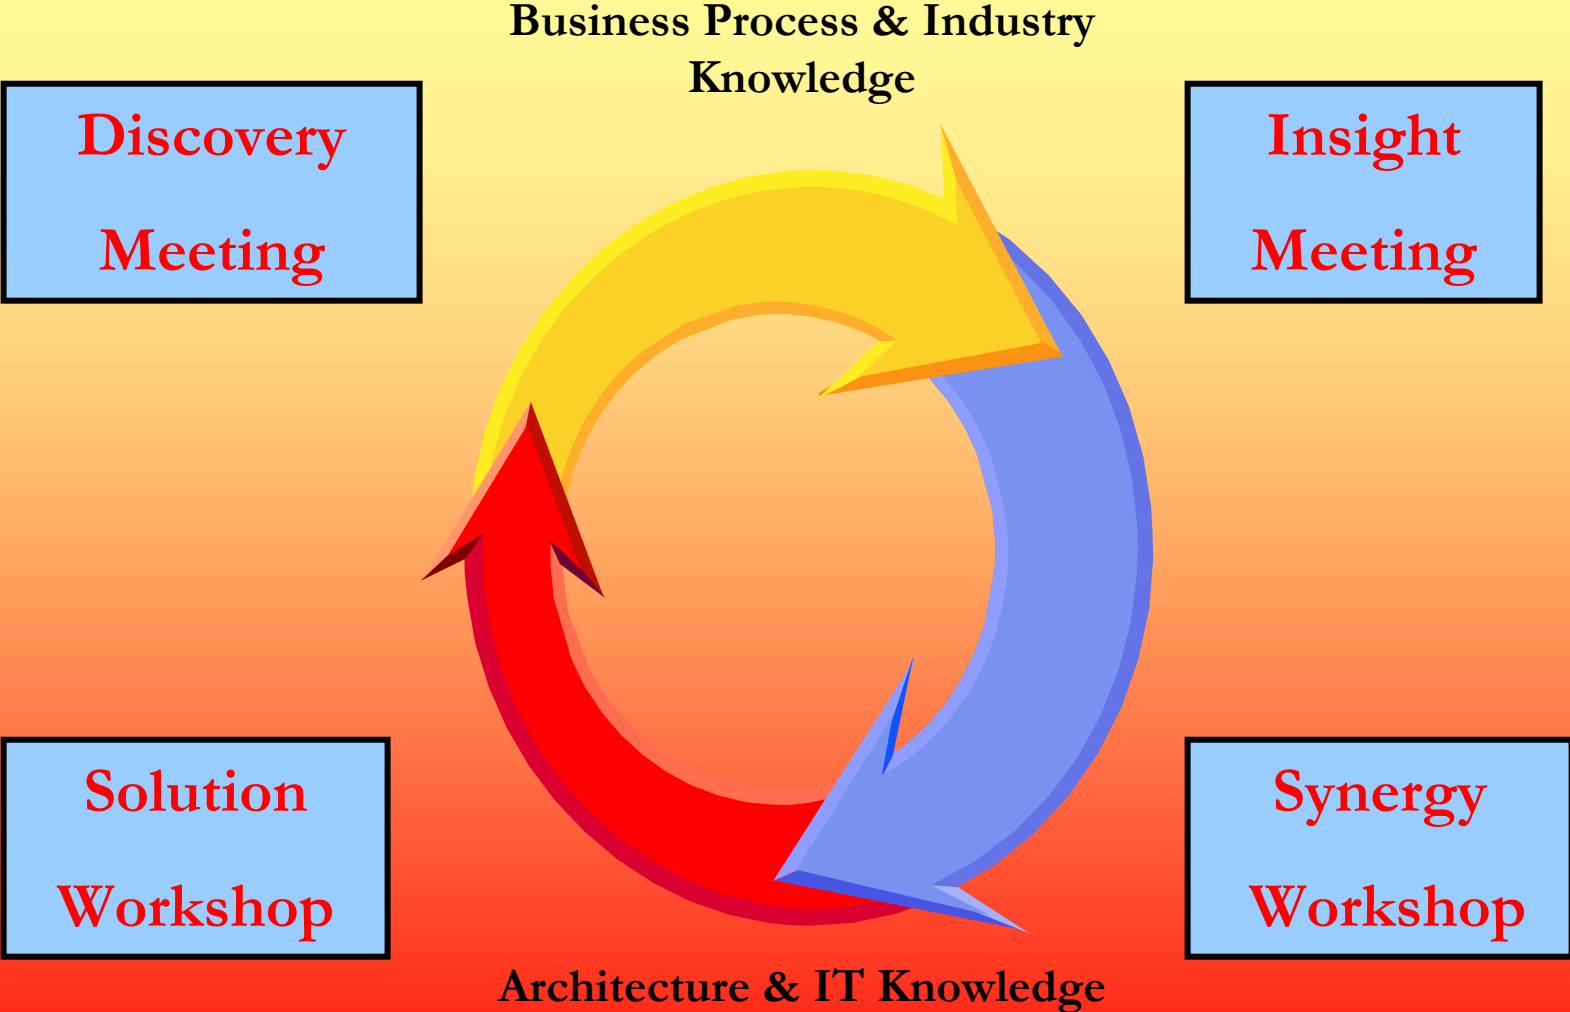 Business Process & Industry
Knowledge
Discovery
Meeting
Insight
Meeting
Solution
Workshop
Synergy
Workshop
Architecture & IT Knowledge